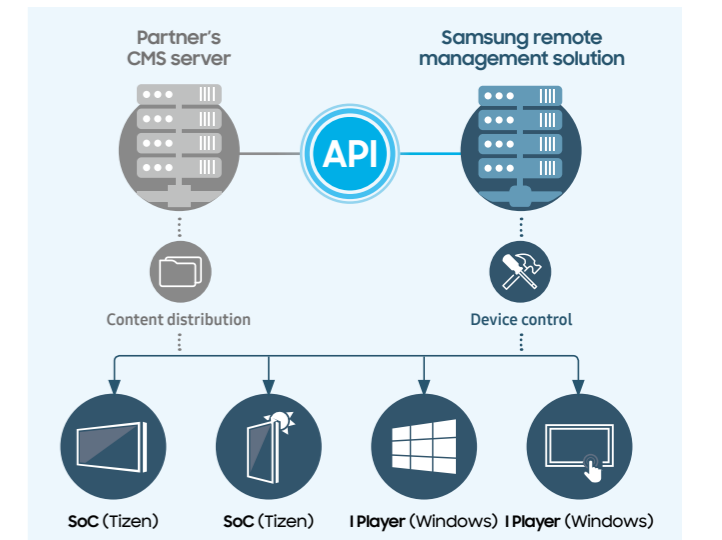 Partner's
CMS server
Samsung remote
management solution
API
Content distribution
Device control
SoC (Tizen)
SoC (Tizen)
I Player (Windows)
I Player (Windows)